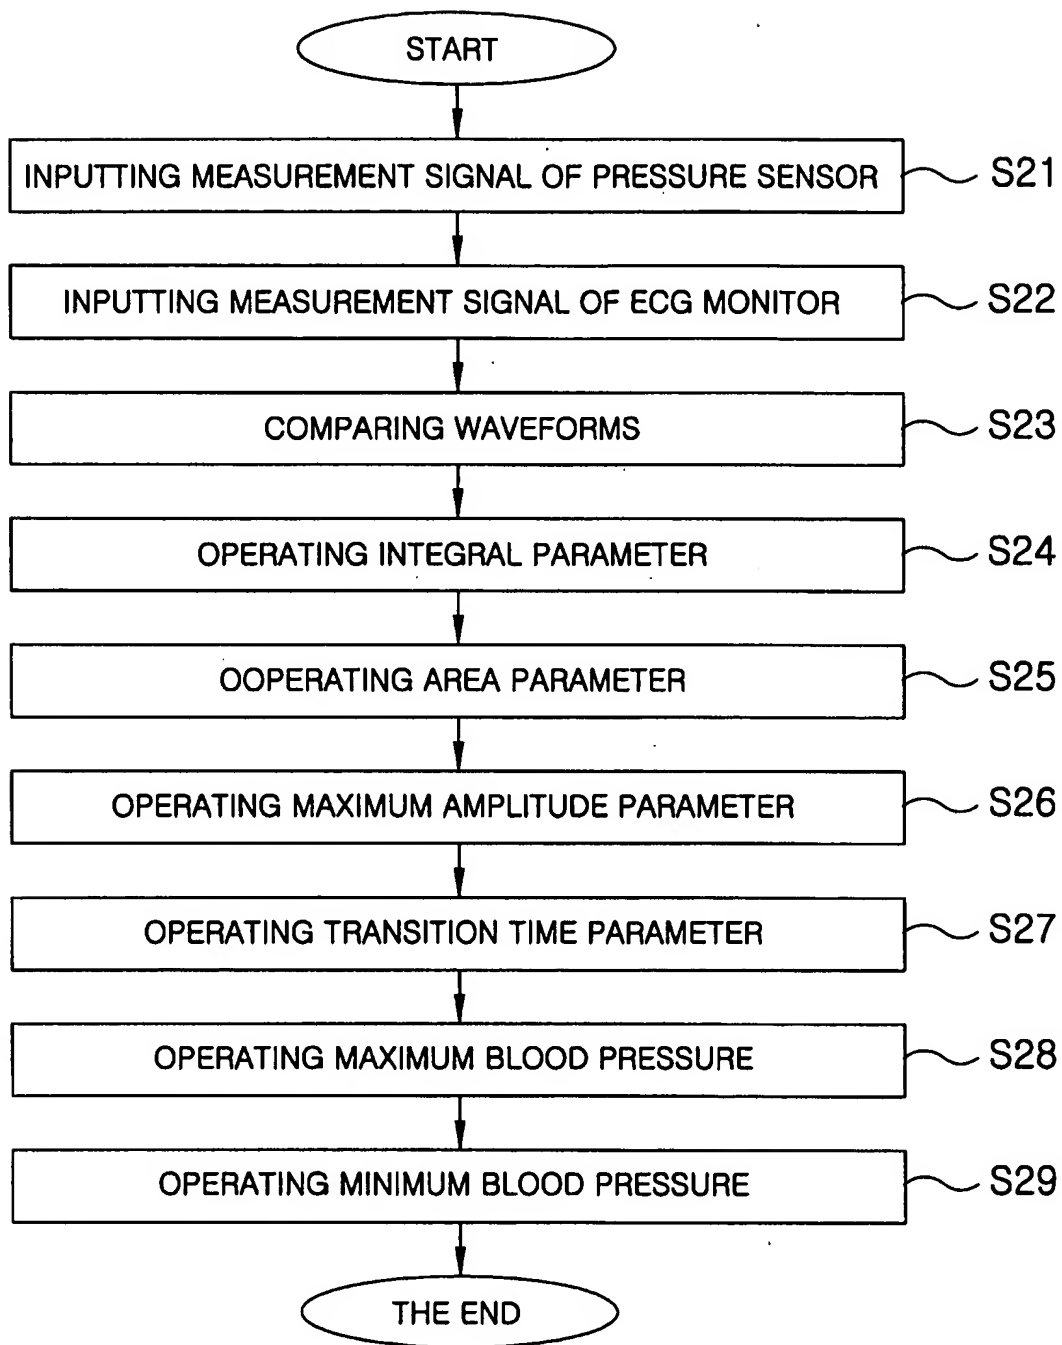 START
INPUTTING MEASUREMENT SIGNAL OF PRESSURE SENSOR S21
INPUTTING MEASUREMENT SIGNAL OF ECG MONITOR S22
COMPARING WAVEFORMS S23
OPERATING INTEGRAL PARAMETER S24
OOPERATING AREA PARAMETER S25
OPERATING MAXIMUM AMPLITUDE PARAMETER S26
OPERATING TRANSITION TIME PARAMETER S27
OPERATING MAXIMUM BLOOD PRESSURE S28
OPERATING MINIMUM BLOOD PRESSURE S29
THE END